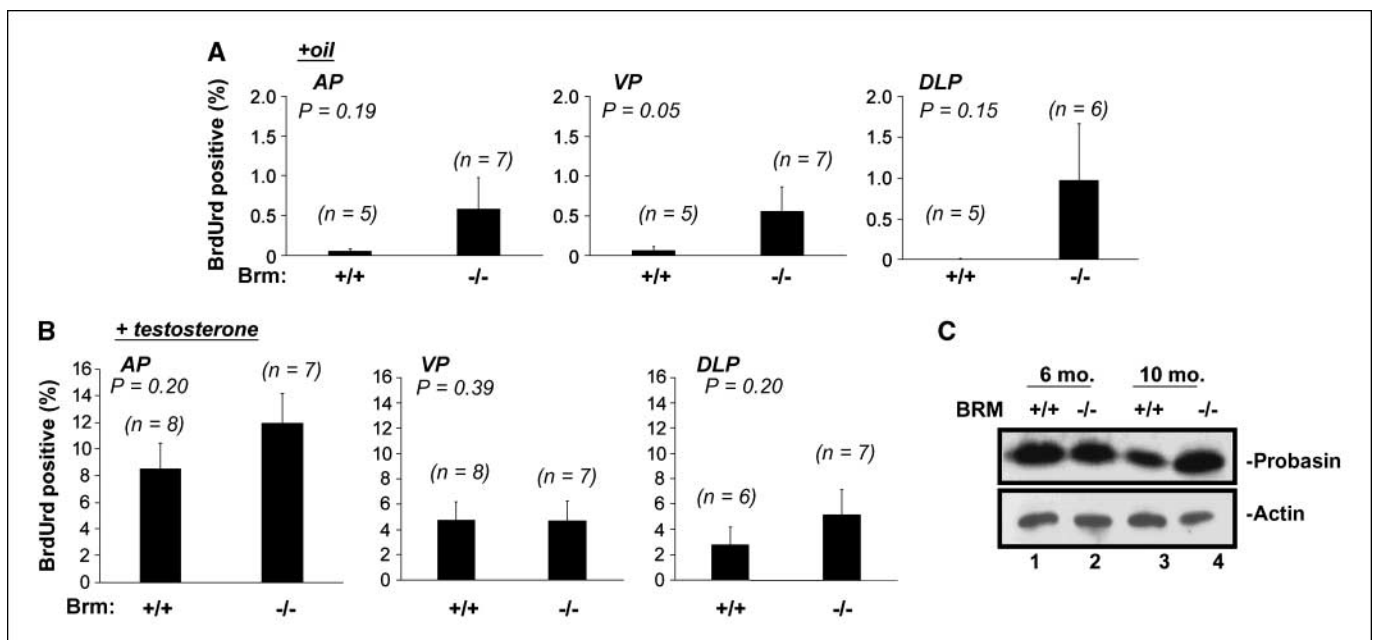 A
+oil
BrdUrd positive (%)
AP
P = 0.19
2.0
1.5
1.0
0.5
0
(n = 5)
(n = 7)
Brm: +/+ -/-
VP
P = 0.05
2.0
1.5
1.0
0.5
0
(n = 5)
(n = 7)
+/+ -/-
DLP
P = 0.15
2.0
1.5
1.0
0.5
0
(n = 5)
(n = 6)
+/+ -/-
B
+ testosterone
BrdUrd positive (%)
AP
P = 0.20
16
14
12
10
8
6
4
2
0
(n = 8)
(n = 7)
Brm: +/+ -/-
VP
P = 0.39
16
14
12
10
8
6
4
2
0
(n = 8)
(n = 7)
+/+ -/-
DLP
P = 0.20
16
14
12
10
8
6
4
2
0
(n = 6)
(n = 7)
+/+ -/-
C
6 mo. 10 mo.
BRM +/+ -/- +/+ -/-
-Probasin
-Actin
1 2 3 4